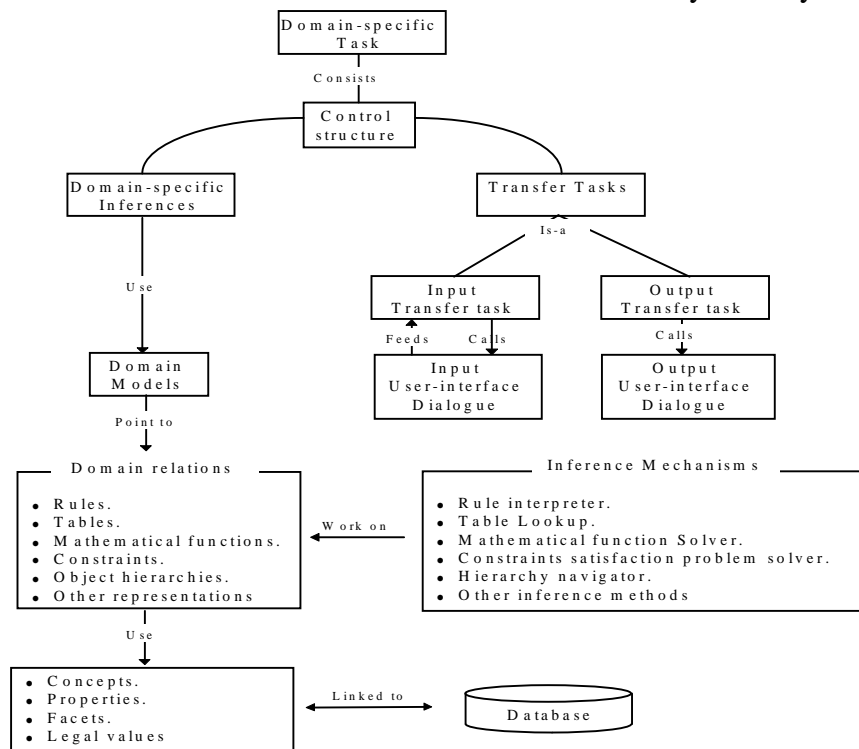 Domain-specific
Task
Consists
Control
structure
Domain-specific
Inferences
Transfer Tasks
Is-a
Use
Input
Transfer task
Output
Transfer task
Feeds
Calls
Calls
Domain
Models
Input
User-interface
Dialogue
Output
User-interface
Dialogue
Point to
Domain relations
• Rules.
• Tables.
• Mathematical functions.
• Constraints.
• Object hierarchies.
• Other representations
Work on
Inference Mechanisms
• Rule interpreter.
• Table Lookup.
• Mathematical function Solver.
• Constraints satisfaction problem solver.
• Hierarchy navigator.
• Other inference methods
Use
• Concepts.
• Properties.
• Facets.
• Legal values
Linked to
Database